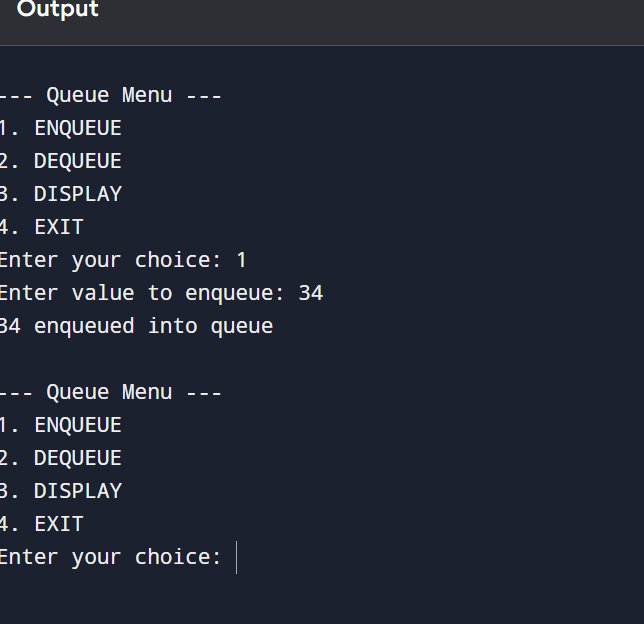 Output
--- Queue Menu ---
1. ENQUEUE
2. DEQUEUE
3. DISPLAY
4. EXIT
Enter your choice: 1
Enter value to enqueue: 34
34 enqueued into queue
--- Queue Menu ---
1. ENQUEUE
2. DEQUEUE
3. DISPLAY
4. EXIT
Enter your choice: